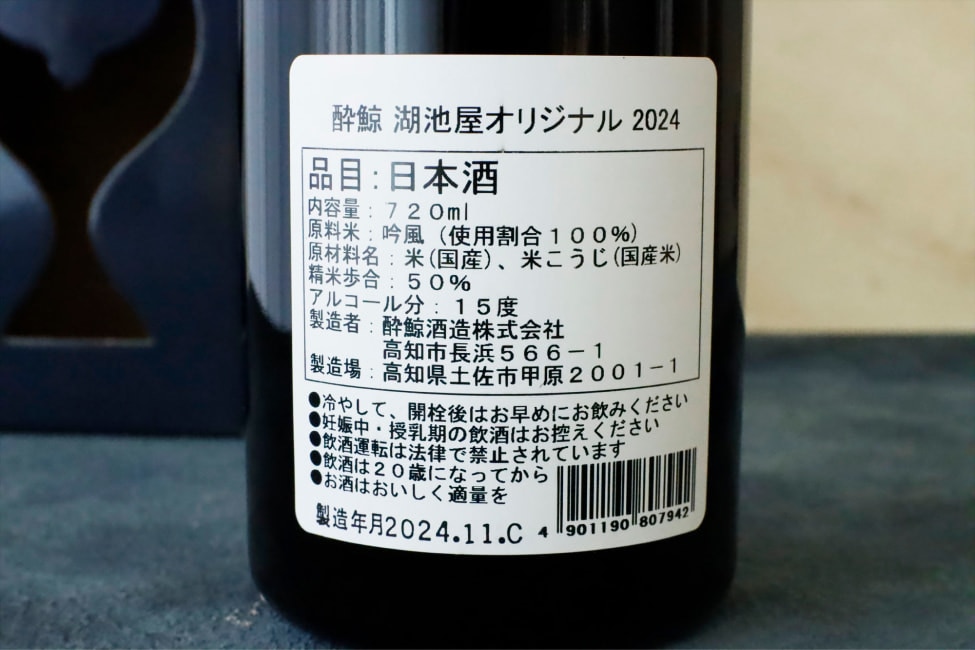 酔鯨 湖池屋オリジナル 2024
品目:日本酒
内容量:720ml
原料米:吟風(使用割合100%)
原材料名:米(国産)、米こうじ(国産米)
精米歩合:50%
アルコール分:15度
製造者:酔鯨酒造株式会社
高知市長浜566-1
製造場:高知県土佐市甲原2001-1
●冷やして、開栓後はお早めにお飲みください
●妊娠中・授乳期の飲酒はお控えください
●飲酒運転は法律で禁止されています
●飲酒は20歳になってから
●お酒はおいしく適量を
製造年月2024.11.C
4 901190 807942